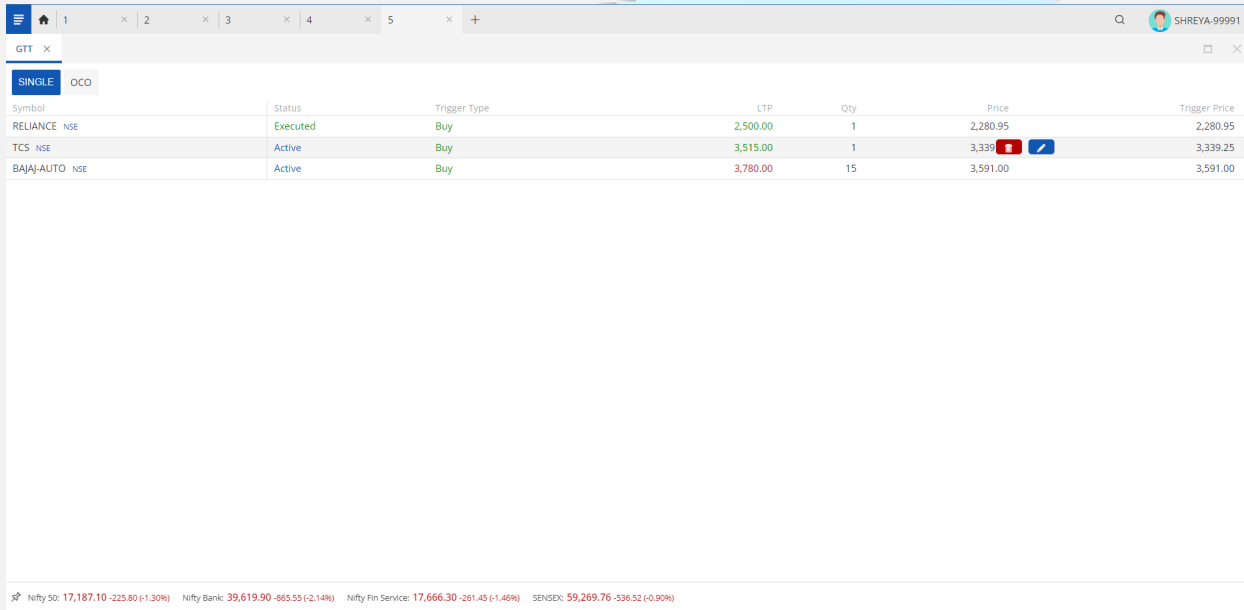 1 2 3 4 5 SHREYA-99991
GTT
SINGLE OCO
Symbol Status Trigger Type LTP Qty Price Trigger Price
RELIANCE NSE Executed Buy 2,500.00 1 2,280.95 2,280.95
TCS NSE Active Buy 3,515.00 1 3,339 3,339.25
BAJAJ-AUTO NSE Active Buy 3,780.00 15 3,591.00 3,591.00
Nifty 50: 17,187.10 -225.80 (-1.30%) Nifty Bank: 39,619.90 -865.55 (-2.14%) Nifty Fin Service: 17,666.30 -261.45 (-1.46%) SENSEX: 59,269.76 -536.52 (-0.90%)